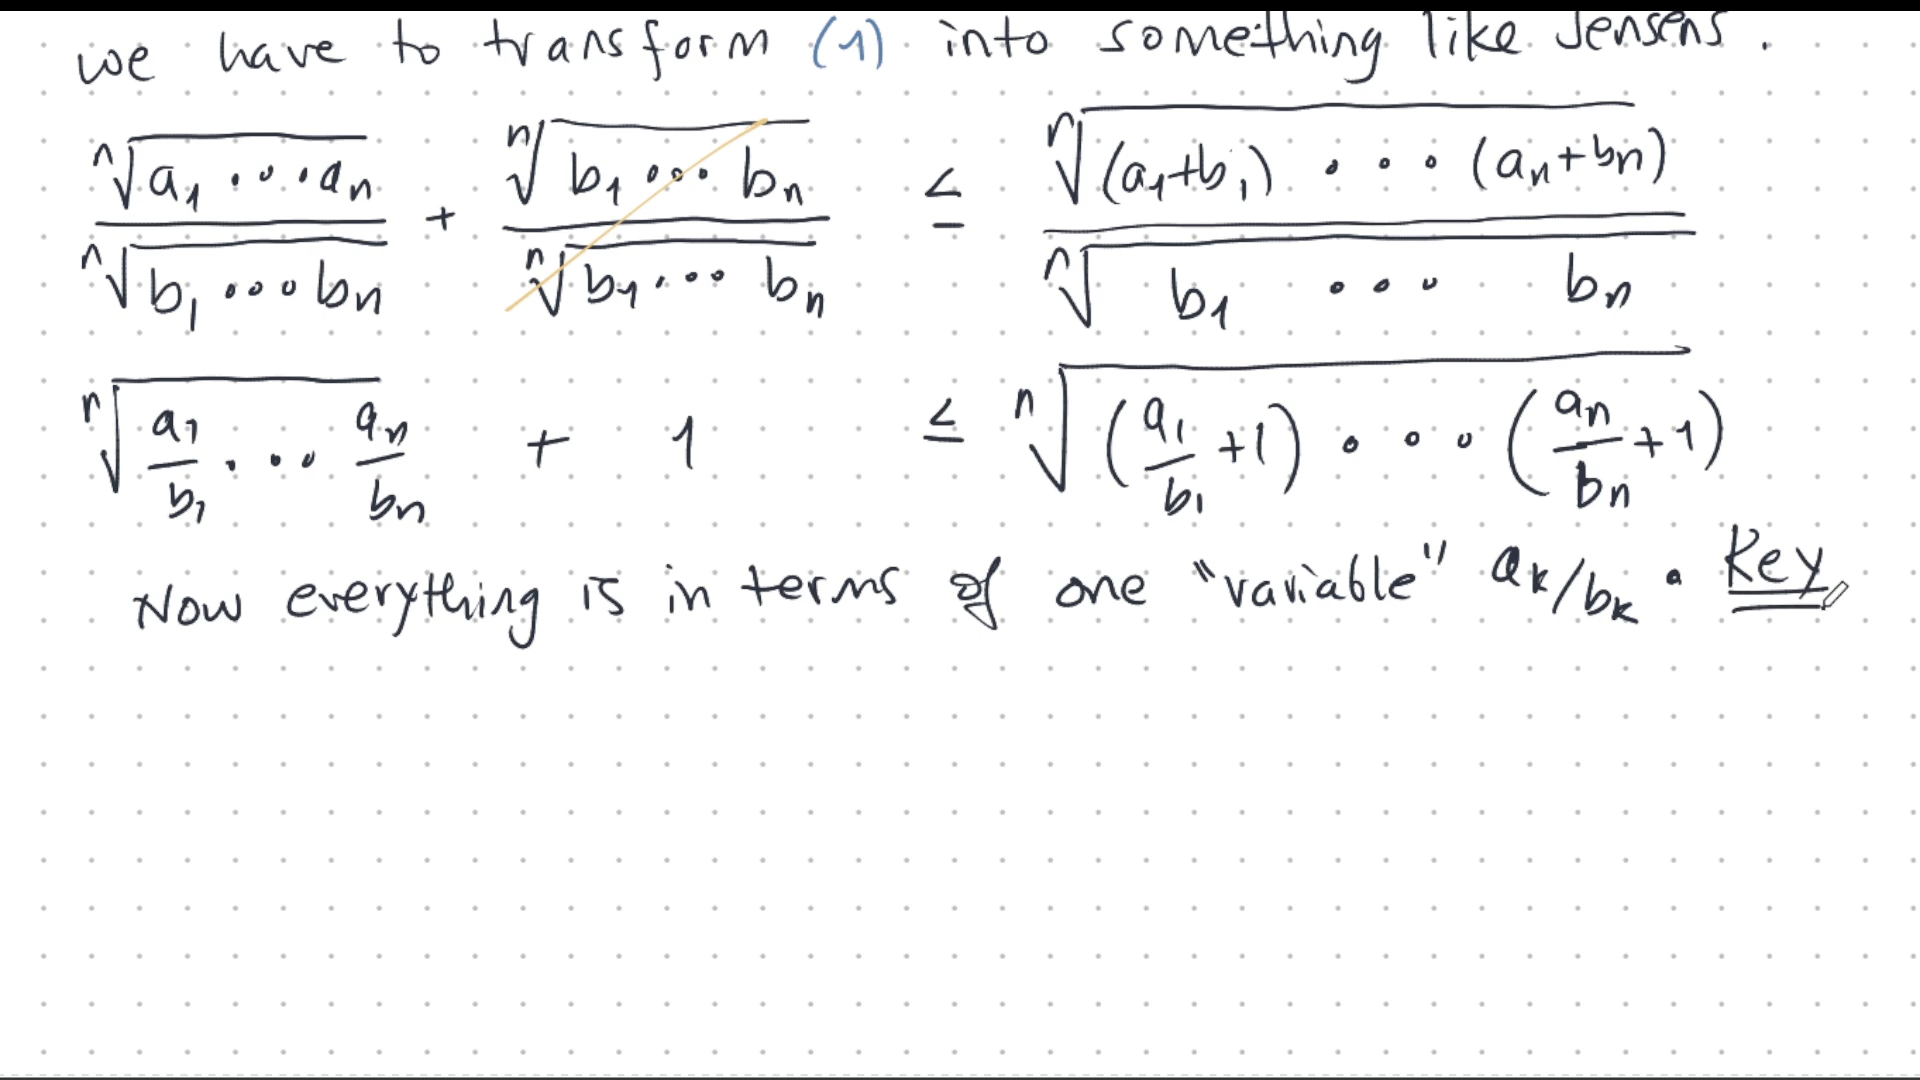 we have to transform (1) into something like Jensens.
ⁿ√(a₁ ... aₙ) / ⁿ√(b₁ ... bₙ) + ⁿ√(b₁ ... bₙ) / ⁿ√(b₁ ... bₙ) ≤ ⁿ√((a₁+b₁) ... (aₙ+bₙ)) / ⁿ√(b₁ ... bₙ)
ⁿ√(a₁/b₁ ... aₙ/bₙ) + 1 ≤ ⁿ√((a₁/b₁ +1) ... (aₙ/bₙ +1))
Now everything is in terms of one "variable" aₖ/bₖ. Key